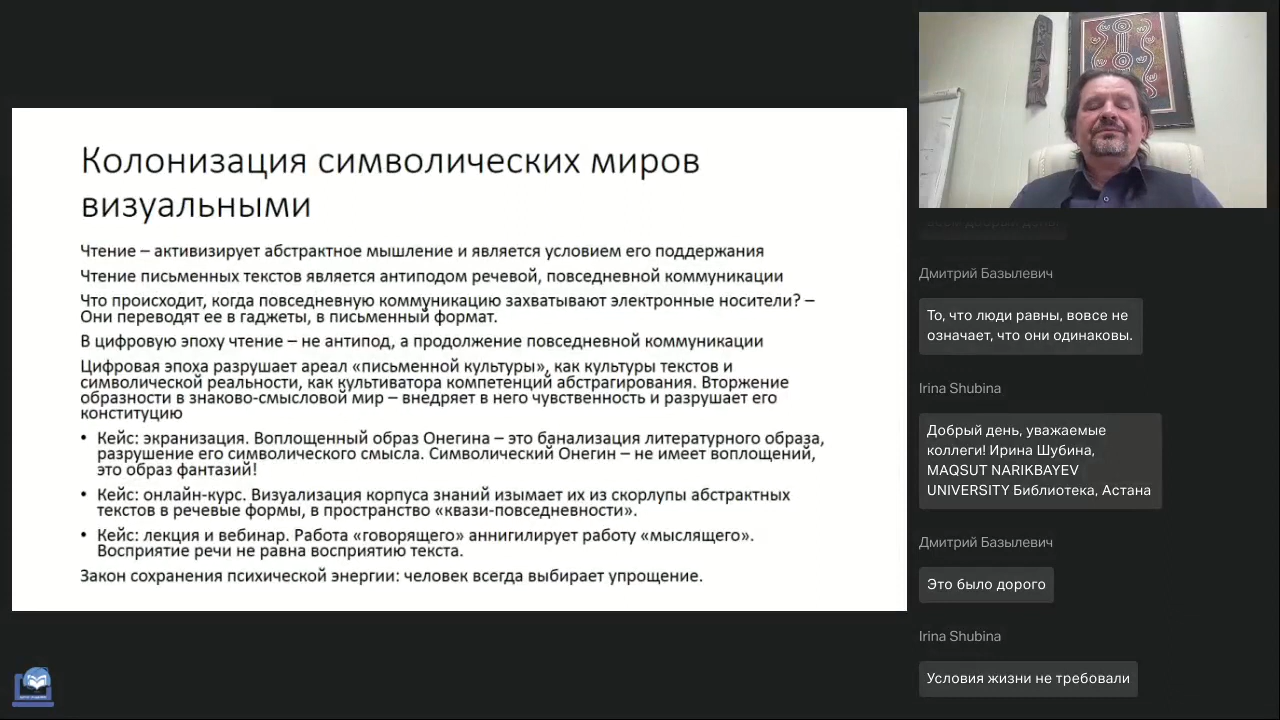 Колонизация символических миров
визуальными
Чтение – активизирует абстрактное мышление и является условием его поддержания
Чтение письменных текстов является антиподом речевой, повседневной коммуникации
Что происходит, когда повседневную коммуникацию захватывают электронные носители? –
Они переводят ее в гаджеты, в письменный формат.
В цифровую эпоху чтение – не антипод, а продолжение повседневной коммуникации
Цифровая эпоха разрушает ареал «письменной культуры», как культуры текстов и
символической реальности, как культиватора компетенций абстрагирования. Вторжение
образности в знаково-смысловой мир – внедряет в него чувственность и разрушает его
конституцию
• Кейс: экранизация. Воплощенный образ Онегина – это банализация литературного образа,
разрушение его символического смысла. Символический Онегин – не имеет воплощений,
это образ фантазий!
• Кейс: онлайн-курс. Визуализация корпуса знаний изымает их из скорлупы абстрактных
текстов в речевые формы, в пространство «квази-повседневности».
• Кейс: лекция и вебинар. Работа «говорящего» аннигилирует работу «мыслящего».
Восприятие речи не равна восприятию текста.
Закон сохранения психической энергии: человек всегда выбирает упрощение.
Дмитрий Базылевич
То, что люди равны, вовсе не
означает, что они одинаковы.
Irina Shubina
Добрый день, уважаемые
коллеги! Ирина Шубина,
MAQSUT NARIKBAYEV
UNIVERSITY Библиотека, Астана
Дмитрий Базылевич
Это было дорого
Irina Shubina
Условия жизни не требовали